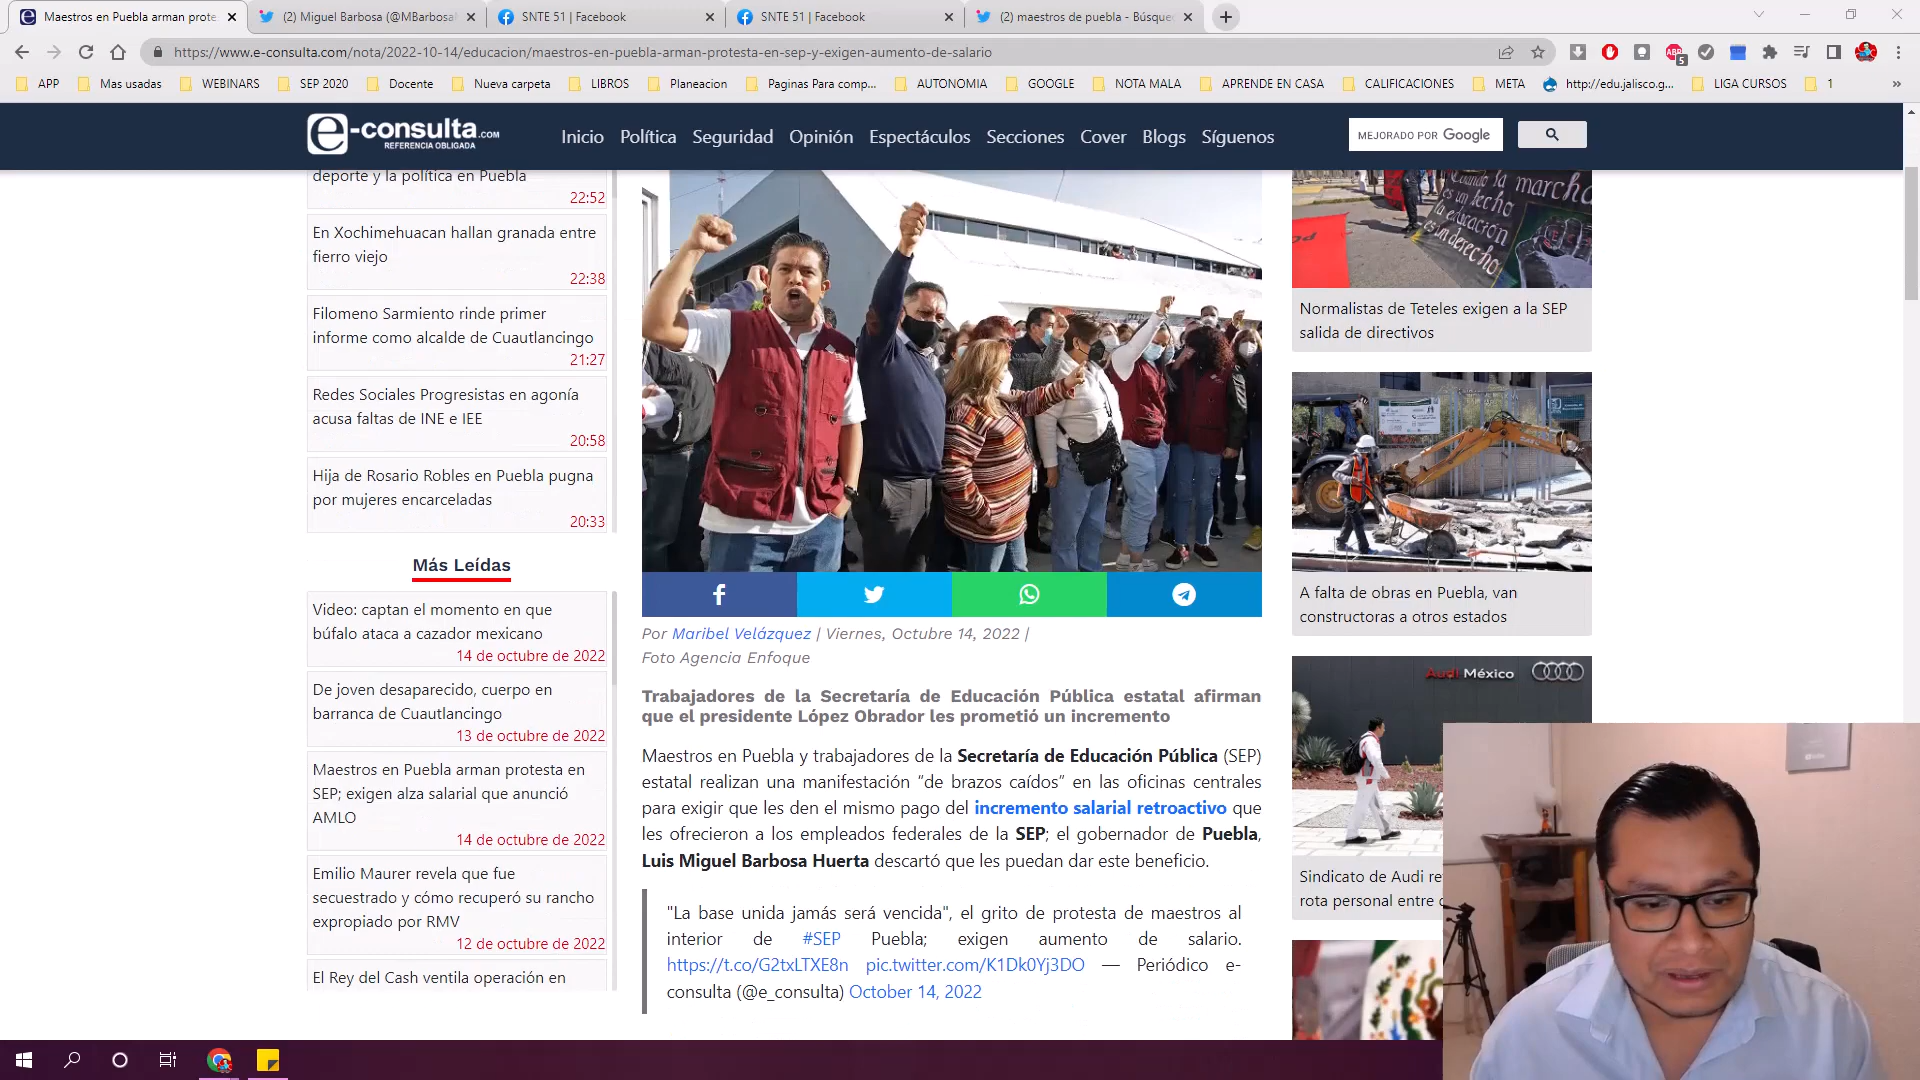 Maestros en Puebla arman prote
(2) Miguel Barbosa (@MBarbosa
SNTE 51 | Facebook
SNTE 51 | Facebook
(2) maestros de puebla - Búsque
https://www.e-consulta.com/nota/2022-10-14/educacion/maestros-en-puebla-arman-protesta-en-sep-y-exigen-aumento-de-salario
ABP
5
APP
Mas usadas
WEBINARS
SEP 2020
Docente
Nueva carpeta
LIBROS
Planeacion
Paginas Para comp...
AUTONOMIA
GOOGLE
NOTA MALA
APRENDE EN CASA
CALIFICACIONES
META
http://edu.jalisco.g...
LIGA CURSOS
1
e-consulta.com
REFERENCIA OBLIGADA
Inicio
Política
Seguridad
Opinión
Espectáculos
Secciones
Cover
Blogs
Síguenos
MEJORADO POR Google
deporte y la política en Puebla
22:52
En Xochimehuacan hallan granada entre
fierro viejo
22:38
Filomeno Sarmiento rinde primer
informe como alcalde de Cuautlancingo
21:27
Redes Sociales Progresistas en agonía
acusa faltas de INE e IEE
20:58
Hija de Rosario Robles en Puebla pugna
por mujeres encarceladas
20:33
Más Leídas
Video: captan el momento en que
búfalo ataca a cazador mexicano
14 de octubre de 2022
De joven desaparecido, cuerpo en
barranca de Cuautlancingo
13 de octubre de 2022
Maestros en Puebla arman protesta en
SEP; exigen alza salarial que anunció
AMLO
14 de octubre de 2022
Emilio Maurer revela que fue
secuestrado y cómo recuperó su rancho
expropiado por RMV
12 de octubre de 2022
El Rey del Cash ventila operación en
Por Maribel Velázquez | Viernes, Octubre 14, 2022 |
Foto Agencia Enfoque
Trabajadores de la Secretaría de Educación Pública estatal afirman
que el presidente López Obrador les prometió un incremento
Maestros en Puebla y trabajadores de la Secretaría de Educación Pública (SEP)
estatal realizan una manifestación “de brazos caídos” en las oficinas centrales
para exigir que les den el mismo pago del incremento salarial retroactivo que
les ofrecieron a los empleados federales de la SEP; el gobernador de Puebla,
Luis Miguel Barbosa Huerta descartó que les puedan dar este beneficio.
"La base unida jamás será vencida", el grito de protesta de maestros al
interior de #SEP Puebla; exigen aumento de salario.
https://t.co/G2txLTXE8n pic.twitter.com/K1Dk0Yj3DO — Periódico e-
consulta (@e_consulta) October 14, 2022
Cuando la marcha
es un hecho
la educación
es un derecho
Normalistas de Teteles exigen a la SEP
salida de directivos
A falta de obras en Puebla, van
constructoras a otros estados
Audi México
Sindicato de Audi re
rota personal entre